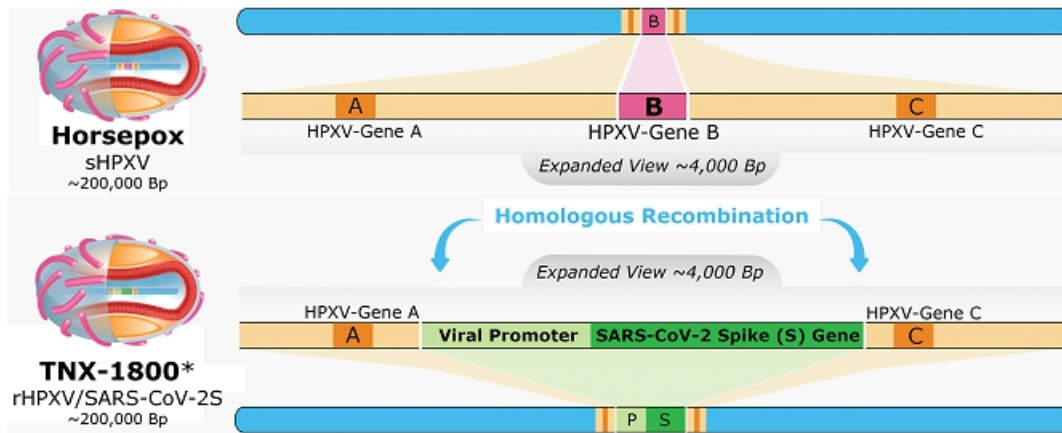 B
A
B
C
HPXV-Gene A
HPXV-Gene B
HPXV-Gene C
Horsepox
sHPXV
~200,000 Bp
Expanded View ~4,000 Bp
Homologous Recombination
Expanded View ~4,000 Bp
HPXV-Gene A
HPXV-Gene C
A
Viral Promoter
SARS-CoV-2 Spike (S) Gene
C
TNX-1800*
rHPXV/SARS-CoV-2S
~200,000 Bp
P
S